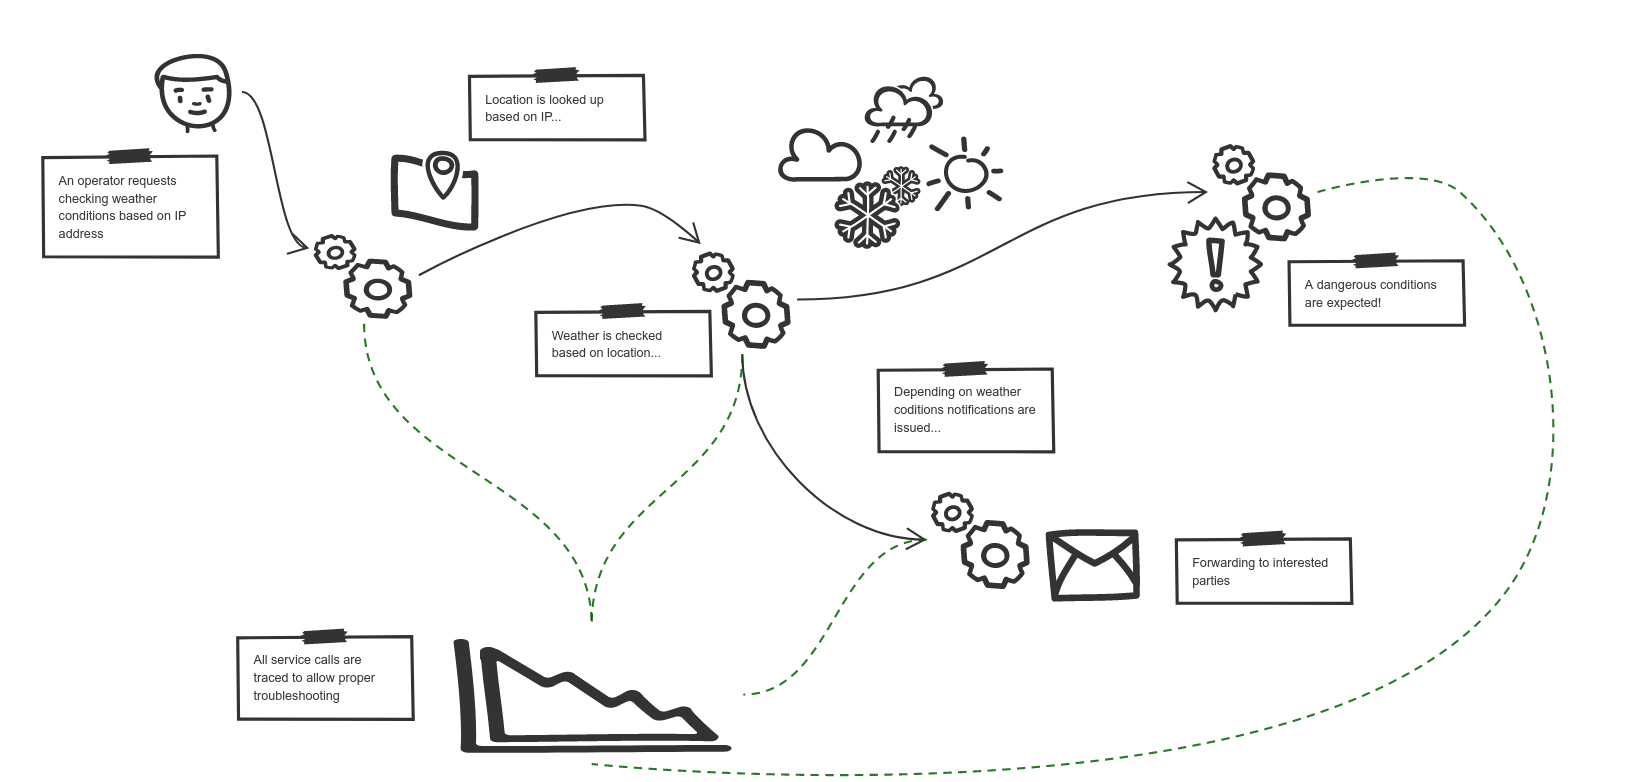 Location is looked up
based on IP...
An operator requests
checking weather
conditions based on IP
address
A dangerous conditions
are expected!
Weather is checked
based on location...
Depending on weather
coditions notifications are
issued...
Forwarding to interested
parties
All service calls are
traced to allow proper
troubleshooting